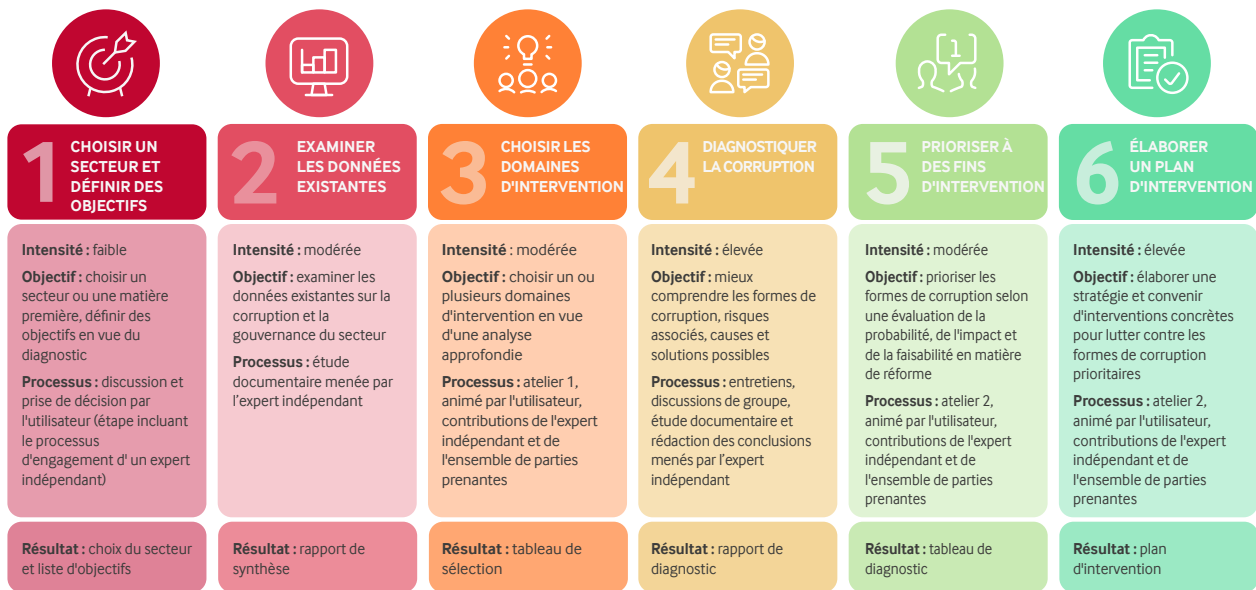 1
1
CHOISIR UN
SECTEUR ET
DÉFINIR DES
OBJECTIFS
Intensité : faible
Objectif : choisir un
secteur ou une matière
première, définir des
objectifs en vue du
diagnostic
Processus : discussion et
prise de décision par
l'utilisateur (étape incluant
le processus
d'engagement d' un expert
indépendant)
Résultat : choix du secteur
et liste d'objectifs
2
EXAMINER
LES DONNÉES
EXISTANTES
Intensité : modérée
Objectif : examiner les
données existantes sur la
corruption et la
gouvernance du secteur
Processus : étude
documentaire menée par
l’expert indépendant
Résultat : rapport de
synthèse
3
CHOISIR LES
DOMAINES
D'INTERVENTION
Intensité : modérée
Objectif : choisir un ou
plusieurs domaines
d'intervention en vue
d'une analyse
approfondie
Processus : atelier 1,
animé par l'utilisateur,
contributions de l'expert
indépendant et de
l'ensemble de parties
prenantes
Résultat : tableau de
sélection
4
DIAGNOSTIQUER
LA CORRUPTION
Intensité : élevée
Objectif : mieux
comprendre les formes de
corruption, risques
associés, causes et
solutions possibles
Processus : entretiens,
discussions de groupe,
étude documentaire et
rédaction des conclusions
menés par l’expert
indépendant
Résultat : rapport de
diagnostic
5
PRIORISER À
DES FINS
D'INTERVENTION
Intensité : modérée
Objectif : prioriser les
formes de corruption selon
une évaluation de la
probabilité, de l'impact et
de la faisabilité en matière
de réforme
Processus : atelier 2,
animé par l'utilisateur,
contributions de l'expert
indépendant et de
l'ensemble de parties
prenantes
Résultat : tableau de
diagnostic
6
ÉLABORER
UN PLAN
D'INTERVENTION
Intensité : élevée
Objectif : élaborer une
stratégie et convenir
d'interventions concrètes
pour lutter contre les
formes de corruption
prioritaires
Processus : atelier 2,
animé par l'utilisateur,
contributions de l'expert
indépendant et de
l'ensemble de parties
prenantes
Résultat : plan
d'intervention